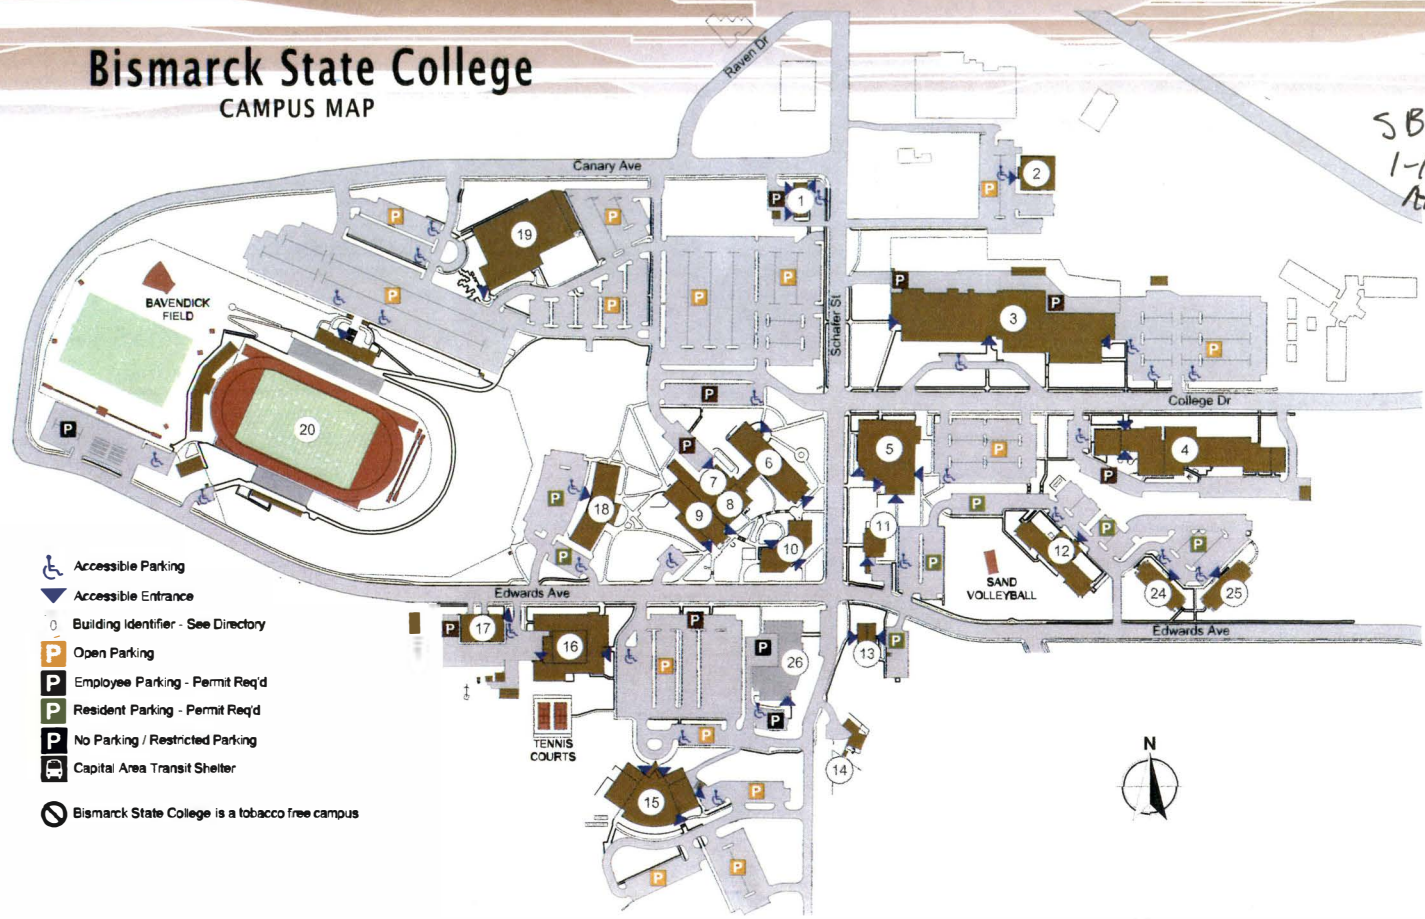 Bismarck State College
CAMPUS MAP
Raven Dr
Canary Ave
S B
1
2
P
P
P
P
19
BAVENDICK
FIELD
P
P
P
P
P
3
Schafer St
P
P
20
P
P
College Dr
P
5
P
4
P
6
7
8
9
P
18
P
10
11
P
P
12
P
P
SAND
VOLLEYBALL
24
25
Edwards Ave
Edwards Ave
P
17
16
P
P
P
26
13
P
P
P
TENNIS
COURTS
14
15
P
P
P
N
Accessible Parking
Accessible Entrance
0 Building Identifier - See Directory
P Open Parking
P Employee Parking - Permit Req'd
P Resident Parking - Permit Req'd
P No Parking / Restricted Parking
Capital Area Transit Shelter
Bismarck State College is a tobacco free campus